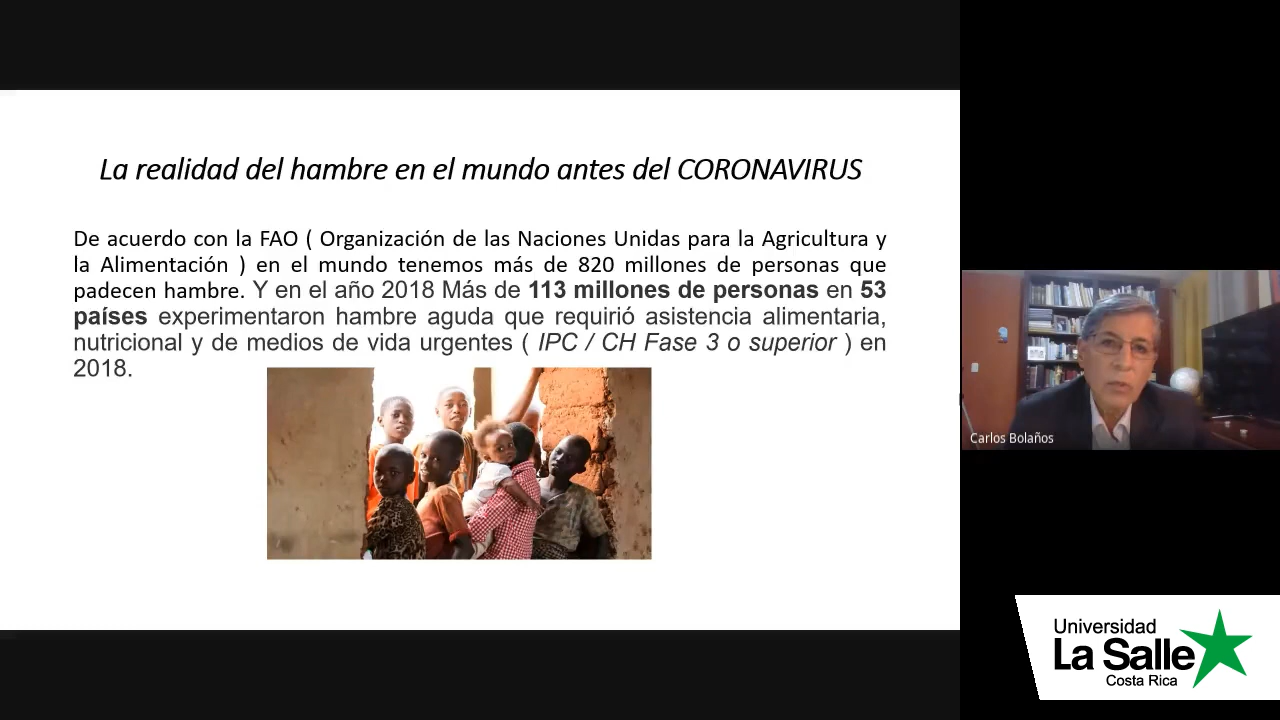 La realidad del hambre en el mundo antes del CORONAVIRUS
De acuerdo con la FAO ( Organización de las Naciones Unidas para la Agricultura y
la Alimentación ) en el mundo tenemos más de 820 millones de personas que
padecen hambre. Y en el año 2018 Más de 113 millones de personas en 53
países experimentaron hambre aguda que requirió asistencia alimentaria,
nutricional y de medios de vida urgentes ( IPC / CH Fase 3 o superior ) en
2018.
Carlos Bolaños
Universidad
La Salle
Costa Rica